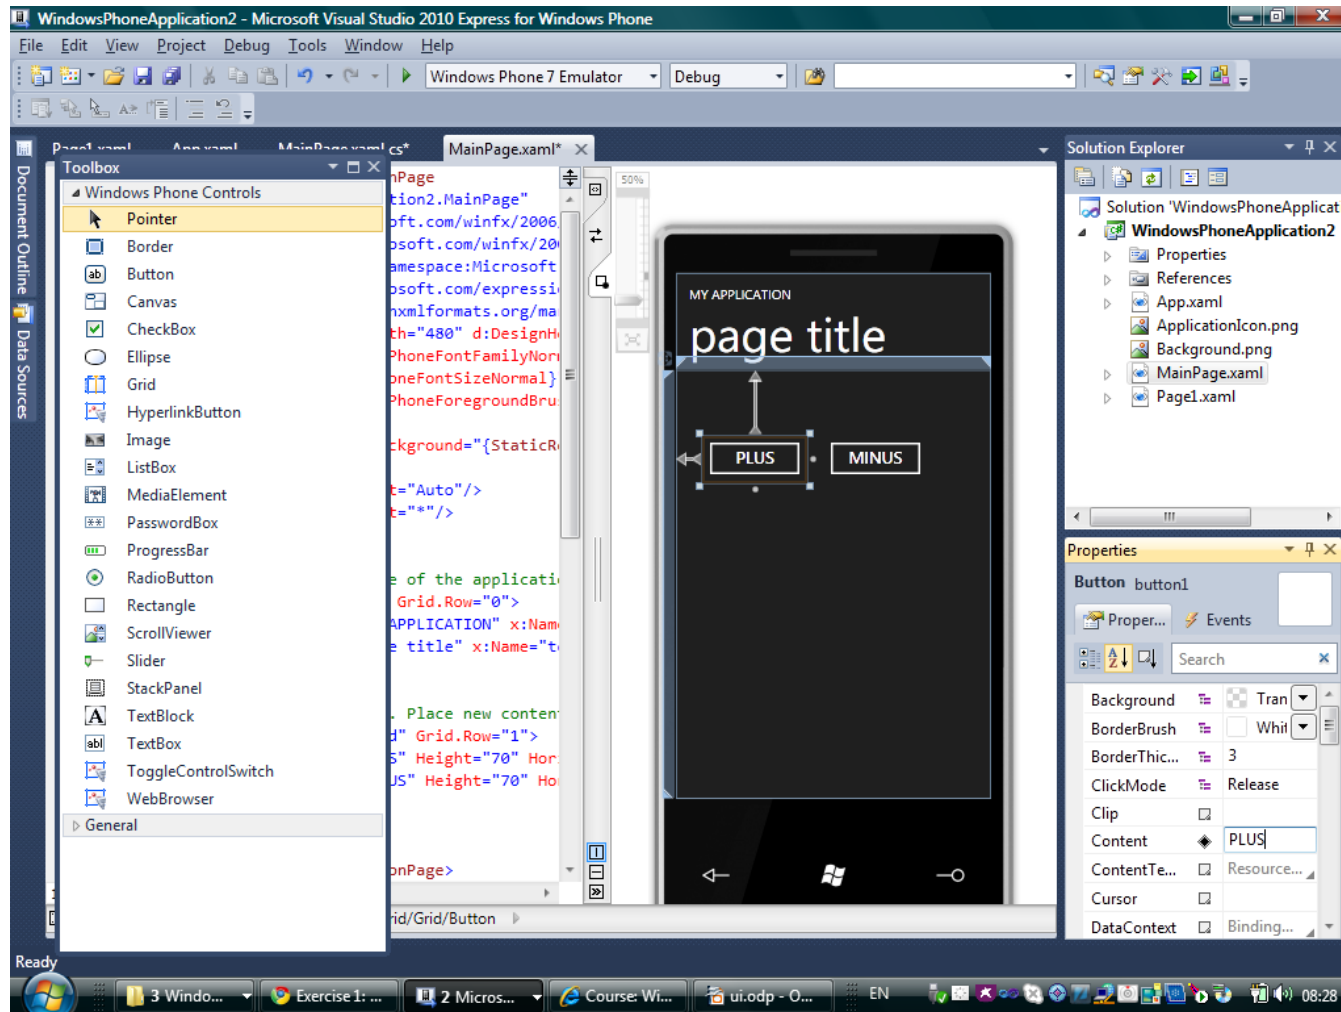 WindowsPhoneApplication2 - Microsoft Visual Studio 2010 Express for Windows Phone
File Edit View Project Debug Tools Window Help
Windows Phone 7 Emulator Debug
Page1.xaml App.xaml MainPage.xaml.cs* MainPage.xaml*
Document Outline
Data Sources
Toolbox
Windows Phone Controls
Pointer
Border
Button
Canvas
CheckBox
Ellipse
Grid
HyperlinkButton
Image
ListBox
MediaElement
PasswordBox
ProgressBar
RadioButton
Rectangle
ScrollViewer
Slider
StackPanel
TextBlock
TextBox
ToggleControlSwitch
WebBrowser
General
nPage
tion2.MainPage"
oft.com/winfx/2006
osoft.com/winfx/200
amespace:Microsoft
osoft.com/expressi
nxmlformats.org/ma
th="480" d:DesignH
PhoneFontFamilyNor
oneFontSizeNormal}
PhoneForegroundBru
ckground="{StaticR
t="Auto"/>
t="*"/>
e of the applicati
Grid.Row="0">
APPLICATION" x:Nam
e title" x:Name="t
. Place new conten
d" Grid.Row="1">
S" Height="70" Hor
US" Height="70" Ho
onPage>
rid/Grid/Button
50%
MY APPLICATION
page title
PLUS MINUS
Solution Explorer
Solution 'WindowsPhoneApplicat
WindowsPhoneApplication2
Properties
References
App.xaml
ApplicationIcon.png
Background.png
MainPage.xaml
Page1.xaml
Properties
Button button1
Proper... Events
Search
Background Tran
BorderBrush Whit
BorderThic... 3
ClickMode Release
Clip
Content PLUS
ContentTe... Resource...
Cursor
DataContext Binding...
Ready
3 Windo... Exercise 1: ... 2 Micros... Course: Wi... ui.odp - O... EN 08:28